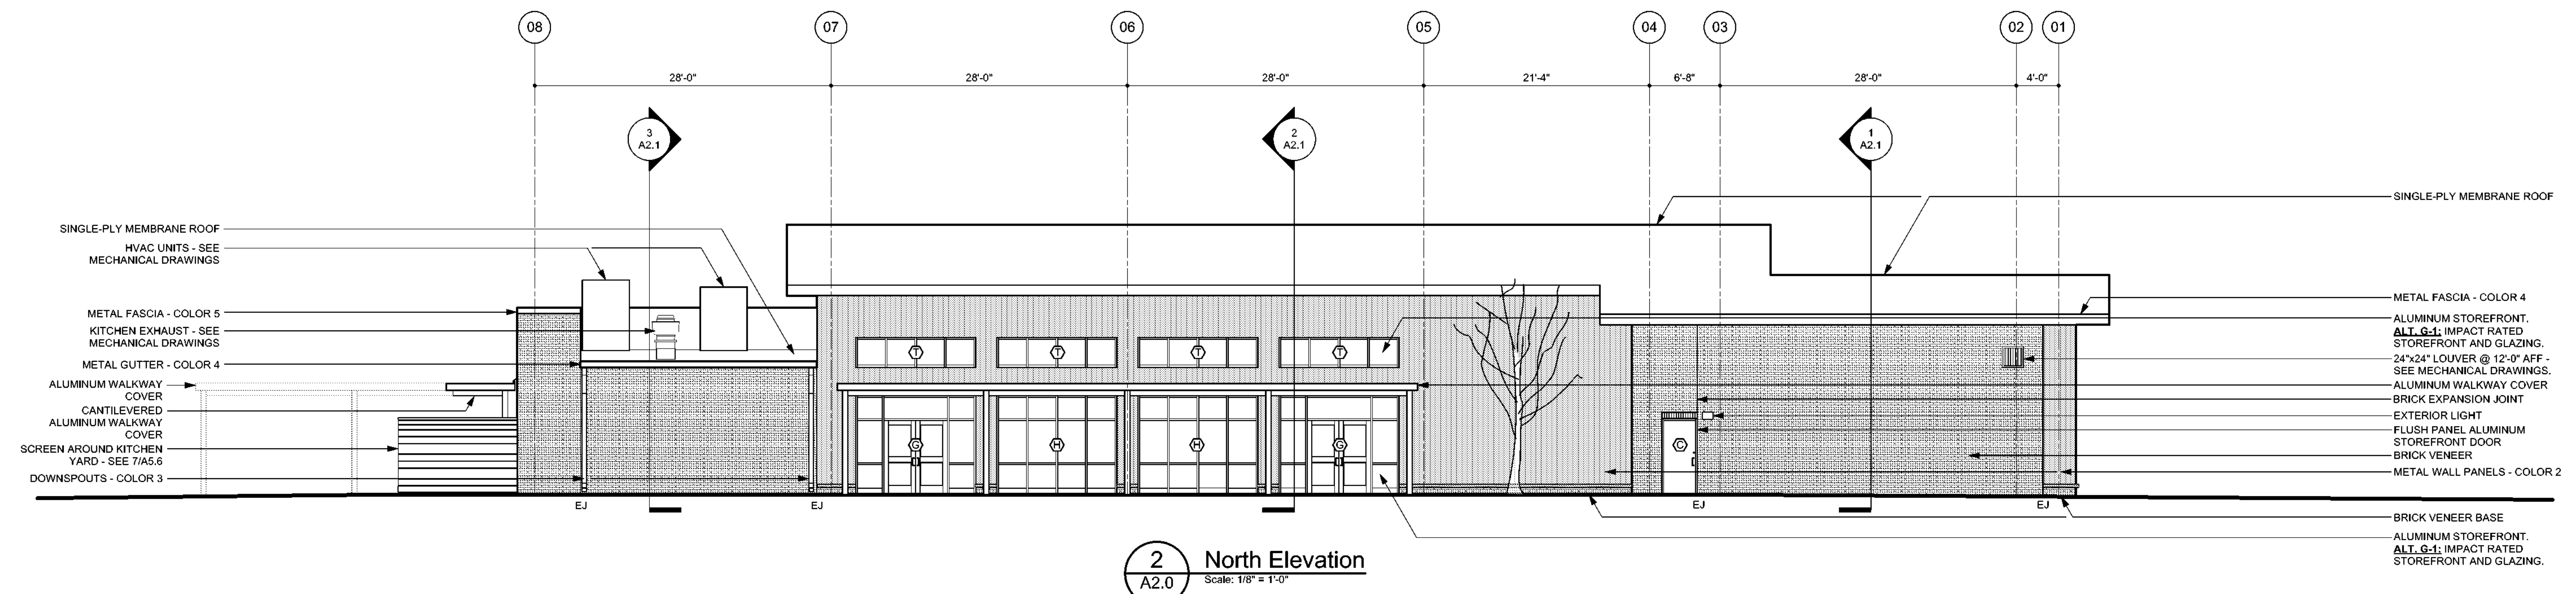 08
07
06
05
04
03
02
01
28'-0"
28'-0"
28'-0"
21'-4"
6'-8"
28'-0"
4'-0"
3
A2.1
2
A2.1
1
A2.1
SINGLE-PLY MEMBRANE ROOF
HVAC UNITS - SEE
MECHANICAL DRAWINGS
METAL FASCIA - COLOR 5
KITCHEN EXHAUST - SEE
MECHANICAL DRAWINGS
METAL GUTTER - COLOR 4
ALUMINUM WALKWAY
COVER
CANTILEVERED
ALUMINUM WALKWAY
COVER
SCREEN AROUND KITCHEN
YARD - SEE 7/A5.6
DOWNSPOUTS - COLOR 3
T
T
T
T
G
H
H
G
C
SINGLE-PLY MEMBRANE ROOF
METAL FASCIA - COLOR 4
ALUMINUM STOREFRONT.
ALT. G-1: IMPACT RATED
STOREFRONT AND GLAZING.
24"x24" LOUVER @ 12'-0" AFF -
SEE MECHANICAL DRAWINGS.
ALUMINUM WALKWAY COVER
BRICK EXPANSION JOINT
EXTERIOR LIGHT
FLUSH PANEL ALUMINUM
STOREFRONT DOOR
BRICK VENEER
METAL WALL PANELS - COLOR 2
BRICK VENEER BASE
ALUMINUM STOREFRONT.
ALT. G-1: IMPACT RATED
STOREFRONT AND GLAZING.
EJ
EJ
EJ
EJ
2
A2.0
North Elevation
Scale: 1/8" = 1'-0"